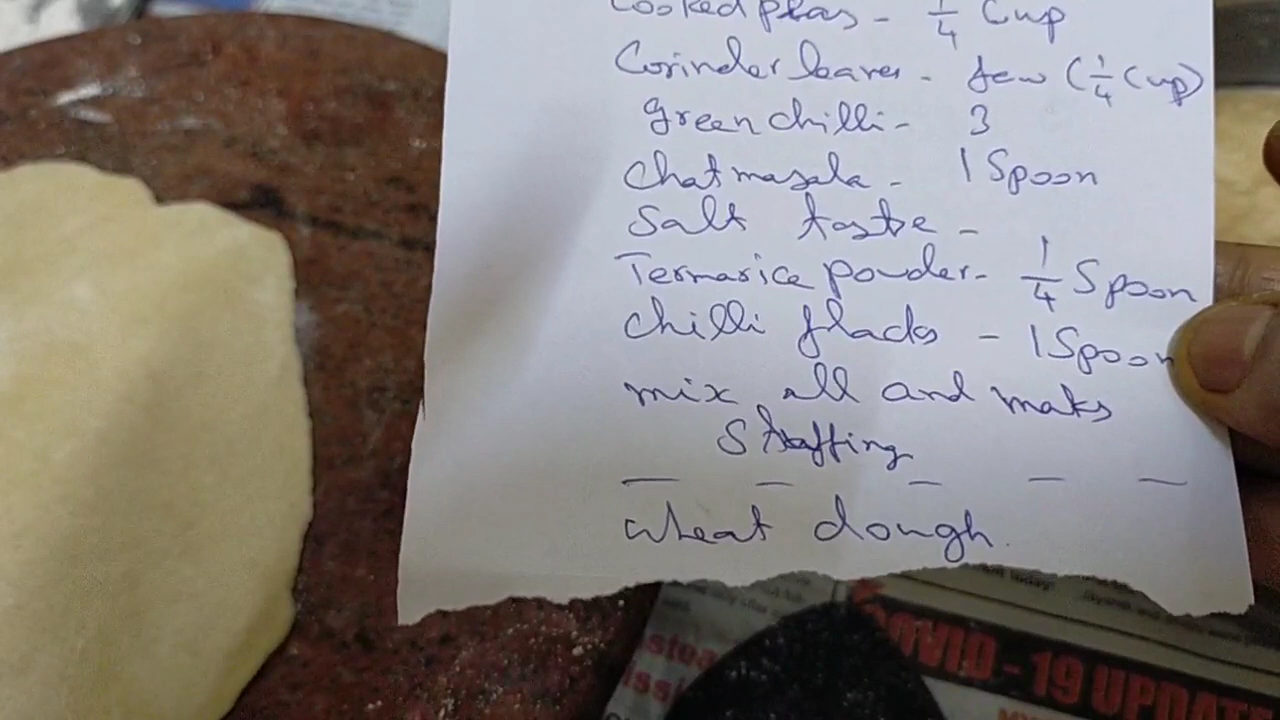 Cooked peas - 1/4 Cup
Corinder leaves - few (1/4 Cup)
green chilli - 3
Chat masala - 1 Spoon
Salt taste -
Termarice powder - 1/4 Spoon
Chilli flacks - 1 Spoon
mix all and make
Staffing
wheat dough.
COVID-19 UPDATE